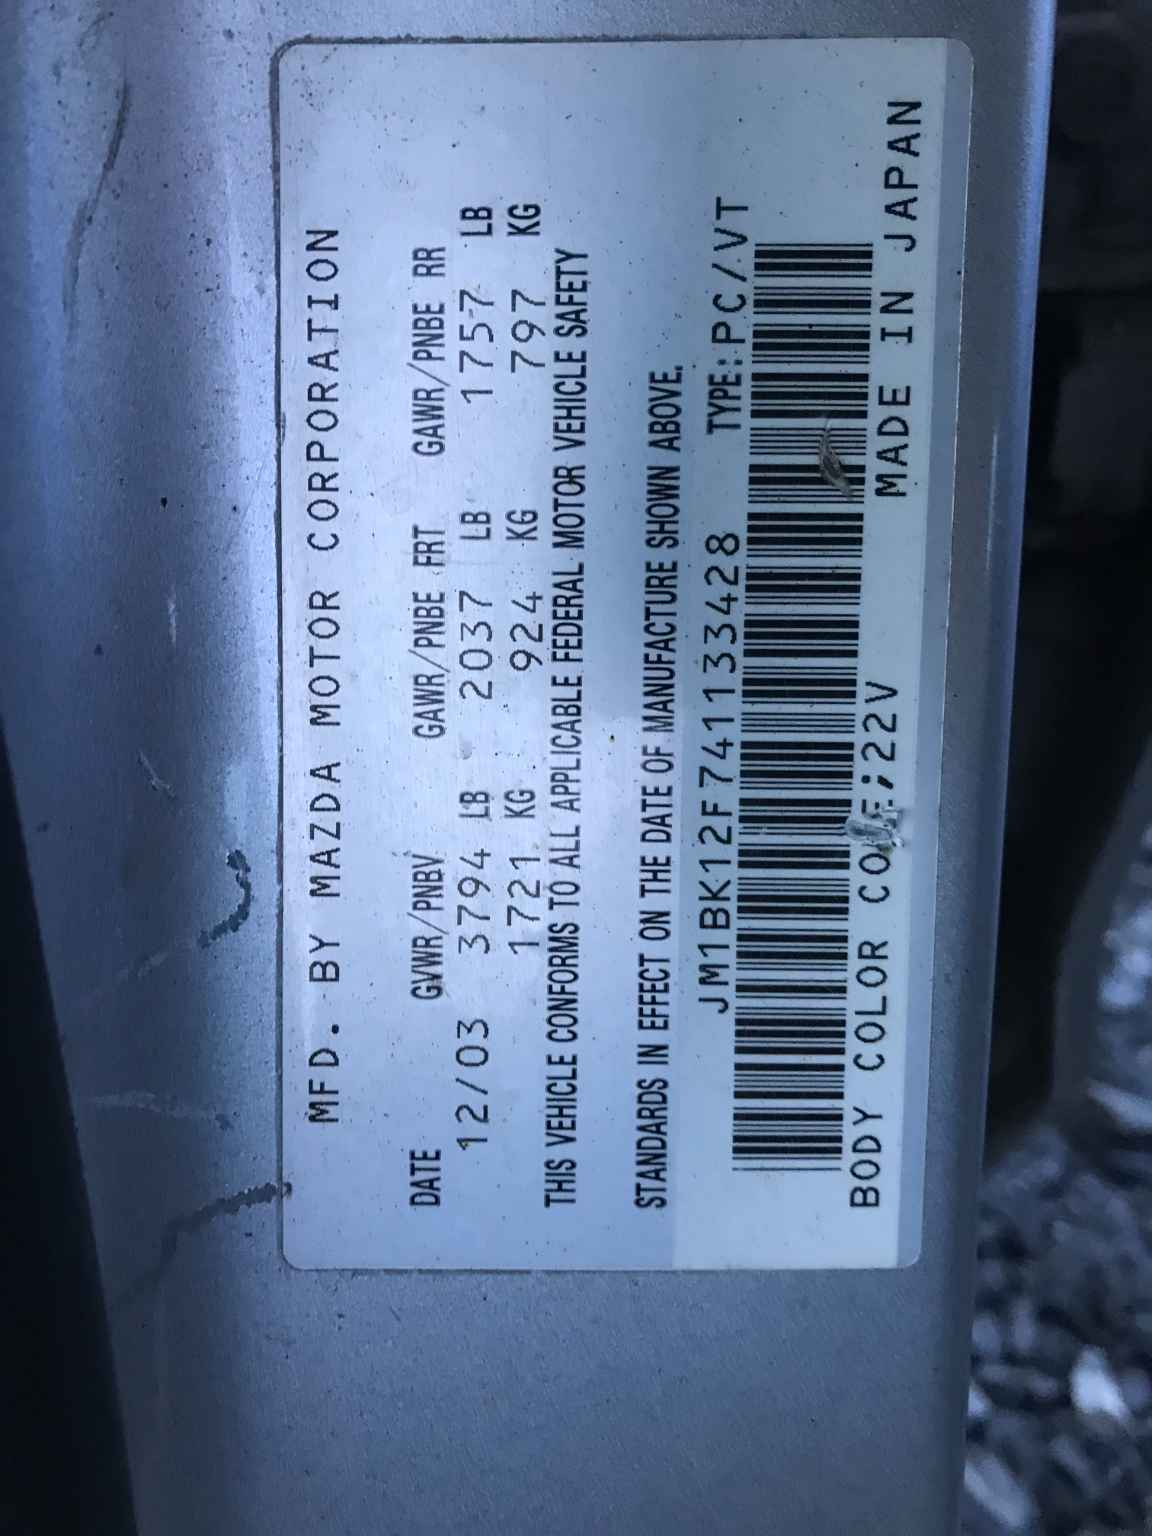 MFD. BY MAZDA MOTOR CORPORATION
DATE GVWR/PNBV GAWR/PNBE FRT GAWR/PNBE RR
12/03 3794 LB 2037 LB 1757 LB
1721 KG 924 KG 797 KG
THIS VEHICLE CONFORMS TO ALL APPLICABLE FEDERAL MOTOR VEHICLE SAFETY
STANDARDS IN EFFECT ON THE DATE OF MANUFACTURE SHOWN ABOVE.
JM1BK12F741133428 TYPE:PC/VT
BODY COLOR CODE;22V MADE IN JAPAN